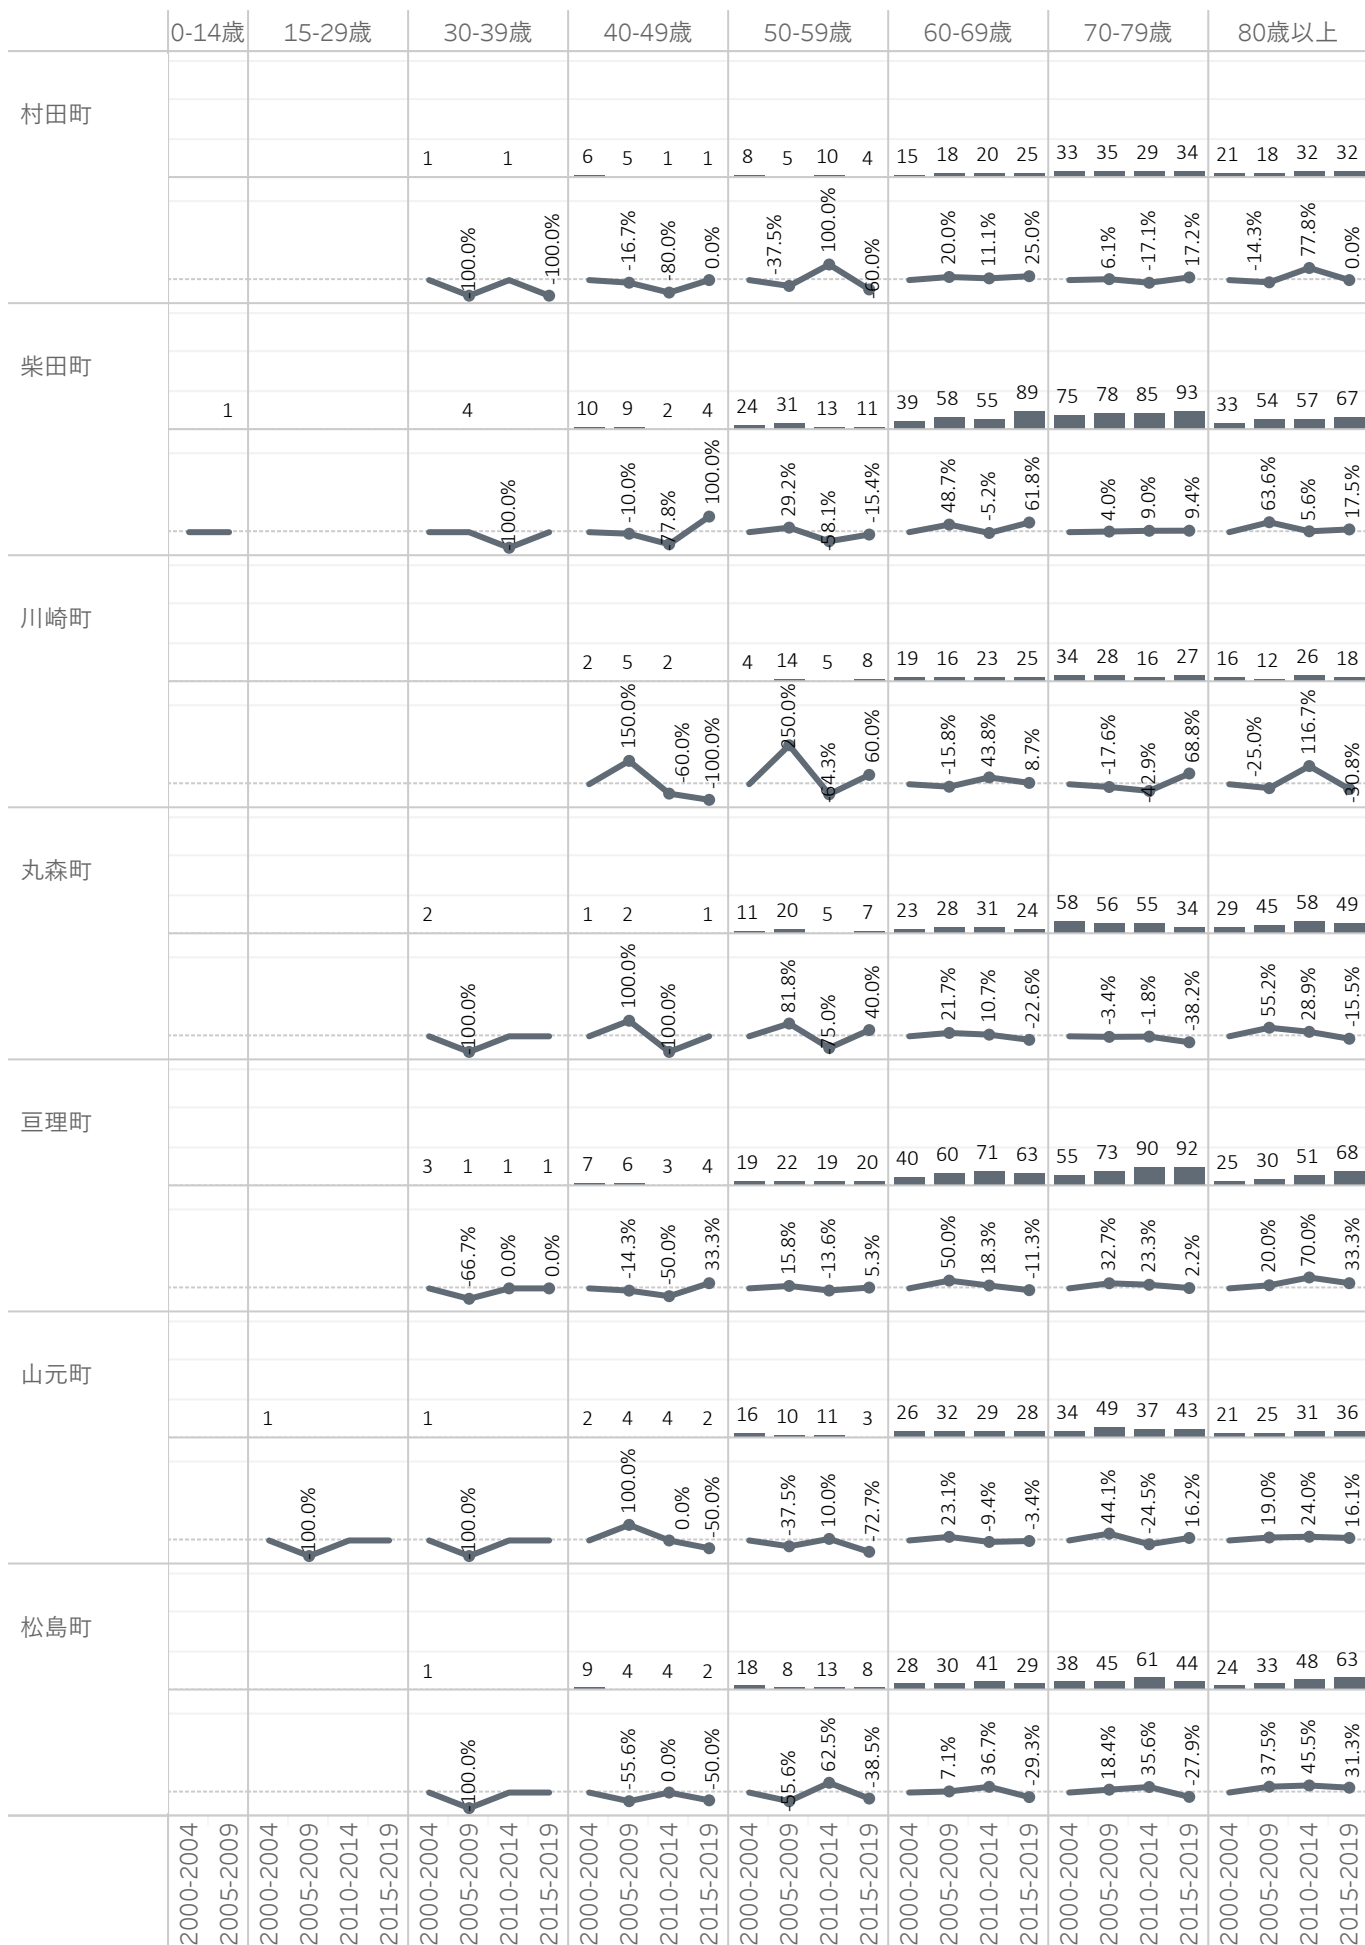 0-14歳 15-29歳 30-39歳 40-49歳 50-59歳 60-69歳 70-79歳 80歳以上
村田町
1 1 6 5 1 1 8 5 10 4 15 18 20 25 33 35 29 34 21 18 32 32
-100.0% -100.0% -16.7% -80.0% 0.0% -37.5% 100.0% -60.0% 20.0% 11.1% 25.0% 6.1% -17.1% 17.2% -14.3% 77.8% 0.0%
柴田町
1 4 10 9 2 4 24 31 13 11 39 58 55 89 75 78 85 93 33 54 57 67
-100.0% -10.0% -77.8% 100.0% 29.2% -58.1% -15.4% 48.7% -5.2% 61.8% 4.0% 9.0% 9.4% 63.6% 5.6% 17.5%
川崎町
2 5 2 4 14 5 8 19 16 23 25 34 28 16 27 16 12 26 18
150.0% -60.0% -100.0% 250.0% -64.3% 60.0% -15.8% 43.8% 8.7% -17.6% -42.9% 68.8% -25.0% 116.7% -30.8%
丸森町
2 1 2 1 11 20 5 7 23 28 31 24 58 56 55 34 29 45 58 49
-100.0% 100.0% -100.0% 81.8% -75.0% 40.0% 21.7% 10.7% -22.6% -3.4% -1.8% -38.2% 55.2% 28.9% -15.5%
亘理町
3 1 1 1 7 6 3 4 19 22 19 20 40 60 71 63 55 73 90 92 25 30 51 68
-66.7% 0.0% 0.0% -14.3% -50.0% 33.3% 15.8% -13.6% 5.3% 50.0% 18.3% -11.3% 32.7% 23.3% 2.2% 20.0% 70.0% 33.3%
山元町
1 1 2 4 4 2 16 10 11 3 26 32 29 28 34 49 37 43 21 25 31 36
-100.0% -100.0% 100.0% 0.0% -50.0% -37.5% 10.0% -72.7% 23.1% -9.4% -3.4% 44.1% -24.5% 16.2% 19.0% 24.0% 16.1%
松島町
1 9 4 4 2 18 8 13 8 28 30 41 29 38 45 61 44 24 33 48 63
-100.0% -55.6% 0.0% -50.0% -55.6% 62.5% -38.5% 7.1% 36.7% -29.3% 18.4% 35.6% -27.9% 37.5% 45.5% 31.3%
2000-2004 2005-2009 2000-2004 2005-2009 2010-2014 2015-2019 2000-2004 2005-2009 2010-2014 2015-2019 2000-2004 2005-2009 2010-2014 2015-2019 2000-2004 2005-2009 2010-2014 2015-2019 2000-2004 2005-2009 2010-2014 2015-2019 2000-2004 2005-2009 2010-2014 2015-2019 2000-2004 2005-2009 2010-2014 2015-2019